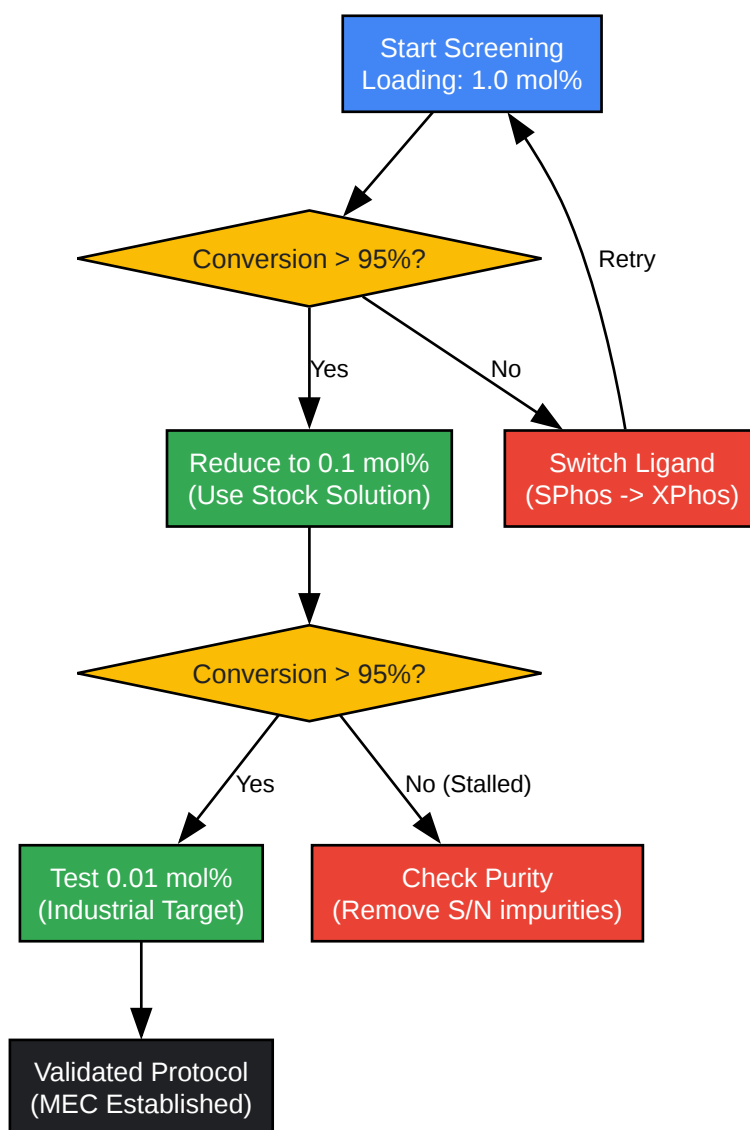 Start Screening
Loading: 1.0 mol%
Conversion > 95%?
Retry
Yes
No
Reduce to 0.1 mol%
(Use Stock Solution)
Switch Ligand
(SPhos -> XPhos)
Conversion > 95%?
Yes
No (Stalled)
Test 0.01 mol%
(Industrial Target)
Check Purity
(Remove S/N impurities)
Validated Protocol
(MEC Established)